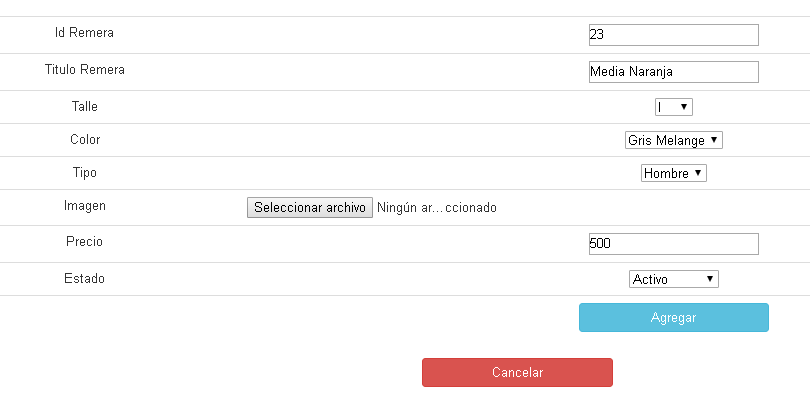 Id Remera 23
Titulo Remera Media Naranja
Talle l
Color Gris Melange
Tipo Hombre
Imagen Seleccionar archivo Ningún ar...ccionado
Precio 500
Estado Activo
Agregar
Cancelar